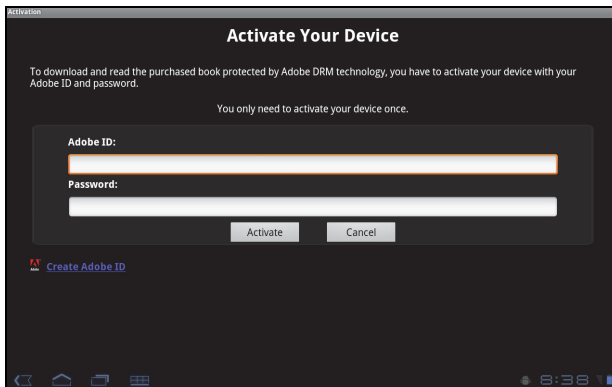 Activation
Activate Your Device
To download and read the purchased book protected by Adobe DRM technology, you have to activate your device with your
Adobe ID and password.
You only need to activate your device once.
Adobe ID:
Password:
Activate
Cancel
Adobe
Create Adobe ID
8:38